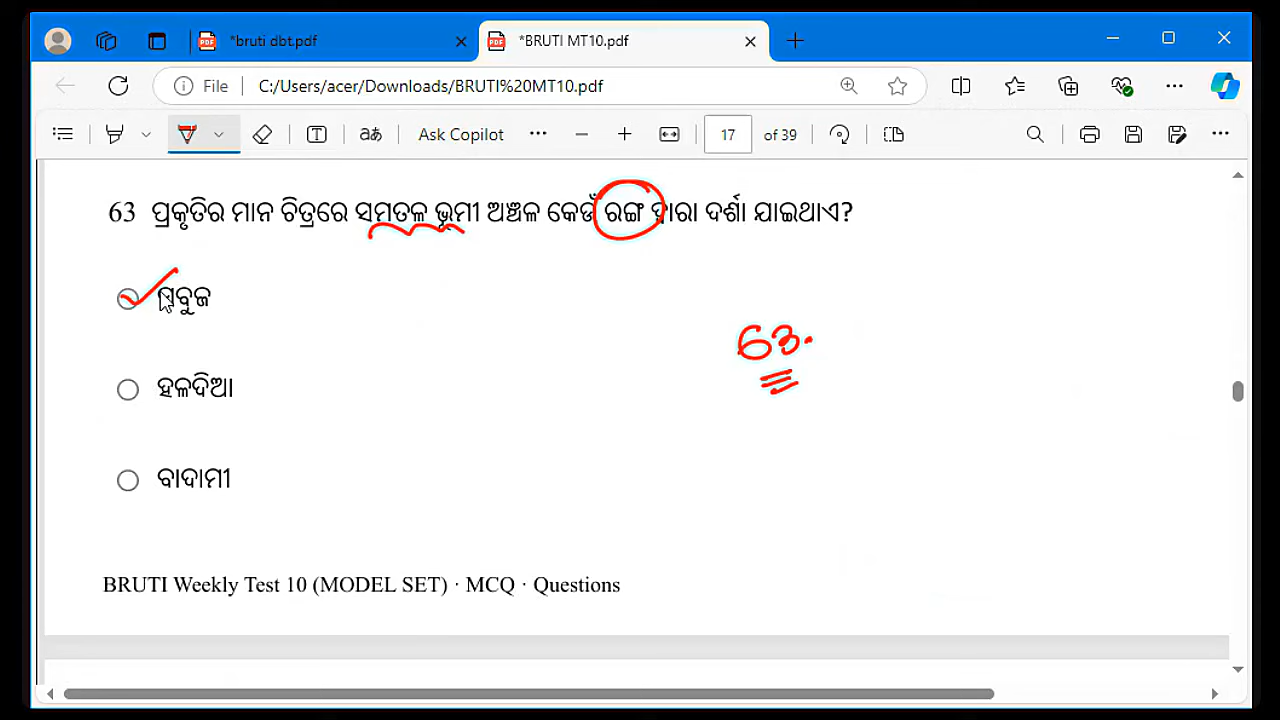 *bruti dbt.pdf
*BRUTI MT10.pdf
File
C:/Users/acer/Downloads/BRUTI%20MT10.pdf
Ask Copilot
17 of 39
63 ପ୍ରକୃତିର ମାନ ଚିତ୍ରରେ ସମତଳ ଭୁମୀ ଅଞ୍ଚଳ କେଉଁ ରଙ୍ଗ ଦ୍ୱାରା ଦର୍ଶା ଯାଇଥାଏ?
ସବୁଜ
63.
ହଳଦିଆ
ବାଦାମୀ
BRUTI Weekly Test 10 (MODEL SET) · MCQ · Questions